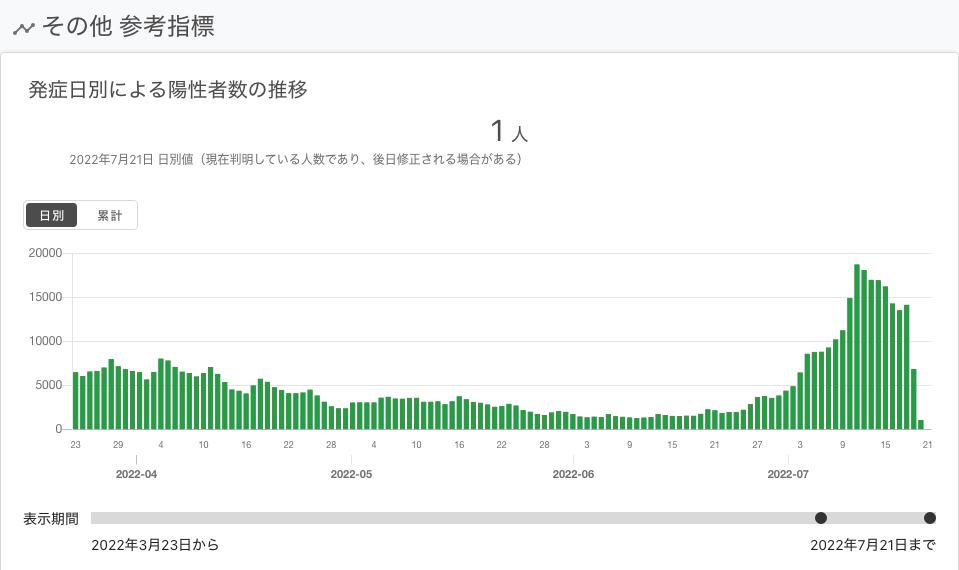 その他 参考指標
発症日別による陽性者数の推移
1 人
2022年7月21日 日別値（現在判明している人数であり、後日修正される場合がある）
日別 累計
20000
15000
10000
5000
0
23 29 4 10 16 22 28 4 10 16 22 28 3 9 15 21 27 3 9 15 21
2022-04 2022-05 2022-06 2022-07
表示期間
2022年3月23日から 2022年7月21日まで